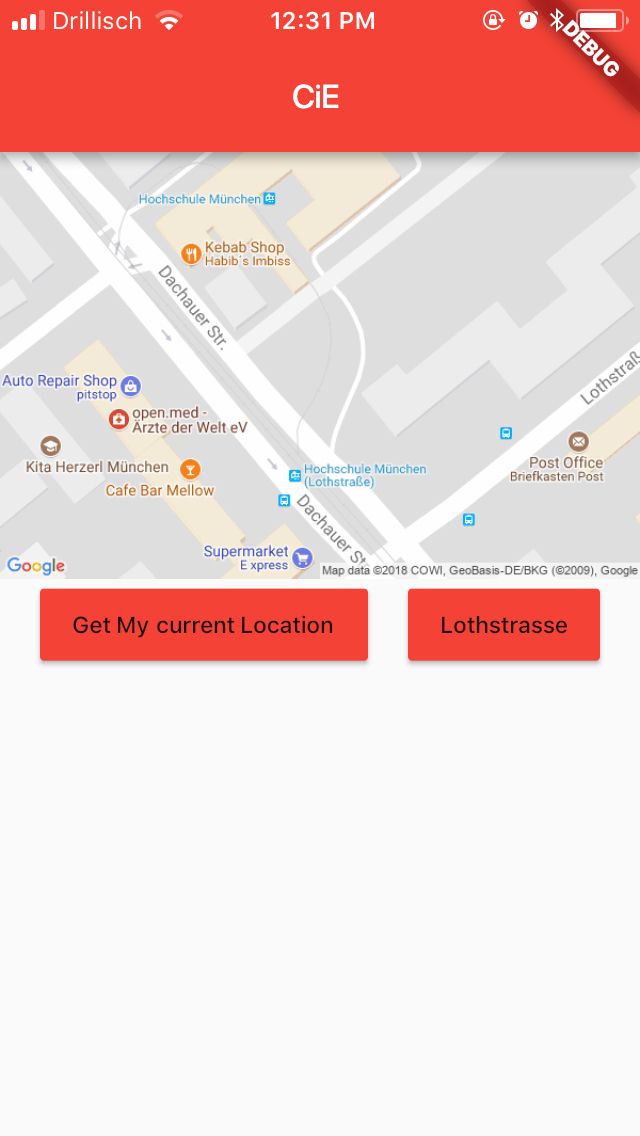 Drillisch
12:31 PM
DEBUG
CiE
Hochschule München
Kebab Shop
Habib´s Imbiss
Dachauer Str.
Auto Repair Shop
pitstop
open.med -
Ärzte der Welt eV
Lothstraß
Kita Herzerl München
Cafe Bar Mellow
Hochschule München
(Lothstraße)
Post Office
Briefkasten Post
Dachauer St
Supermarket
E xpress
Google
Map data ©2018 COWI, GeoBasis-DE/BKG (©2009), Google
Get My current Location
Lothstrasse